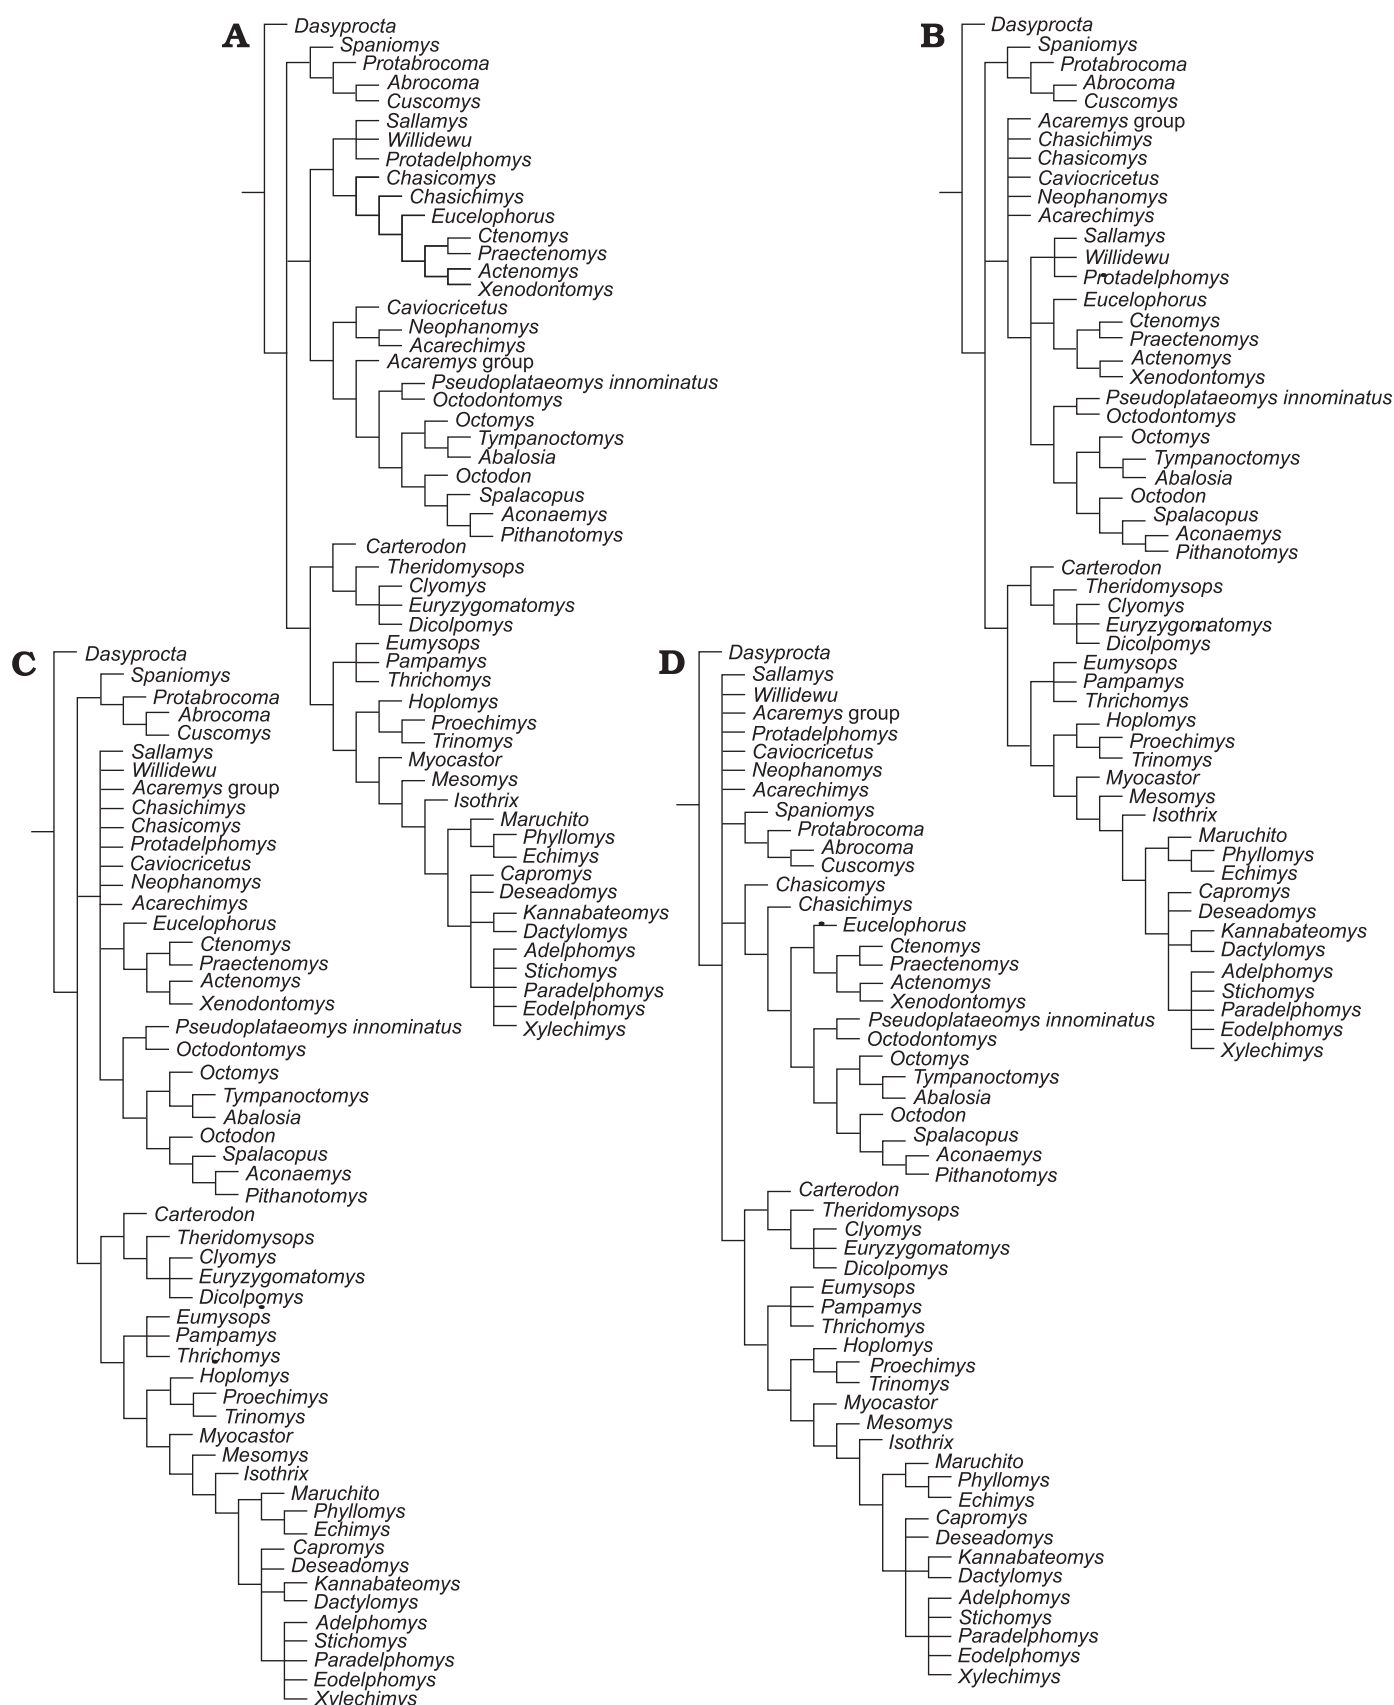 A
Dasyprocta
Spaniomys
Protabrocoma
Abrocoma
Cuscomys
Sallamys
Willidewu
Protadelphomys
Chasicomys
Chasichimys
Eucelophorus
Ctenomys
Praectenomys
Actenomys
Xenodontomys
Caviocricetus
Neophanomys
Acarechimys
Acaremys group
Pseudoplataeomys innominatus
Octodontomys
Octomys
Tympanoctomys
Abalosia
Octodon
Spalacopus
Aconaemys
Pithanotomys
Carterodon
Theridomysops
Clyomys
Euryzygomatomys
Dicolpomys
Eumysops
Pampamys
Thrichomys
Hoplomys
Proechimys
Trinomys
Myocastor
Mesomys
Isothrix
Maruchito
Phyllomys
Echimys
Capromys
Deseadomys
Kannabateomys
Dactylomys
Adelphomys
Stichomys
Paradelphomys
Eodelphomys
Xylechimys
B
Dasyprocta
Spaniomys
Protabrocoma
Abrocoma
Cuscomys
Acaremys group
Chasichimys
Chasicomys
Caviocricetus
Neophanomys
Acarechimys
Sallamys
Willidewu
Protadelphomys
Eucelophorus
Ctenomys
Praectenomys
Actenomys
Xenodontomys
Pseudoplataeomys innominatus
Octodontomys
Octomys
Tympanoctomys
Abalosia
Octodon
Spalacopus
Aconaemys
Pithanotomys
Carterodon
Theridomysops
Clyomys
Euryzygomatomys
Dicolpomys
Eumysops
Pampamys
Thrichomys
Hoplomys
Proechimys
Trinomys
Myocastor
Mesomys
Isothrix
Maruchito
Phyllomys
Echimys
Capromys
Deseadomys
Kannabateomys
Dactylomys
Adelphomys
Stichomys
Paradelphomys
Eodelphomys
Xylechimys
C
Dasyprocta
Spaniomys
Protabrocoma
Abrocoma
Cuscomys
Sallamys
Willidewu
Acaremys group
Chasichimys
Chasicomys
Protadelphomys
Caviocricetus
Neophanomys
Acarechimys
Eucelophorus
Ctenomys
Praectenomys
Actenomys
Xenodontomys
Pseudoplataeomys innominatus
Octodontomys
Octomys
Tympanoctomys
Abalosia
Octodon
Spalacopus
Aconaemys
Pithanotomys
Carterodon
Theridomysops
Clyomys
Euryzygomatomys
Dicolpomys
Eumysops
Pampamys
Thrichomys
Hoplomys
Proechimys
Trinomys
Myocastor
Mesomys
Isothrix
Maruchito
Phyllomys
Echimys
Capromys
Deseadomys
Kannabateomys
Dactylomys
Adelphomys
Stichomys
Paradelphomys
Eodelphomys
Xylechimys
D
Dasyprocta
Sallamys
Willidewu
Acaremys group
Protadelphomys
Caviocricetus
Neophanomys
Acarechimys
Spaniomys
Protabrocoma
Abrocoma
Cuscomys
Chasicomys
Chasichimys
Eucelophorus
Ctenomys
Praectenomys
Actenomys
Xenodontomys
Pseudoplataeomys innominatus
Octodontomys
Octomys
Tympanoctomys
Abalosia
Octodon
Spalacopus
Aconaemys
Pithanotomys
Carterodon
Theridomysops
Clyomys
Euryzygomatomys
Dicolpomys
Eumysops
Pampamys
Thrichomys
Hoplomys
Proechimys
Trinomys
Myocastor
Mesomys
Isothrix
Maruchito
Phyllomys
Echimys
Capromys
Deseadomys
Kannabateomys
Dactylomys
Adelphomys
Stichomys
Paradelphomys
Eodelphomys
Xylechimys